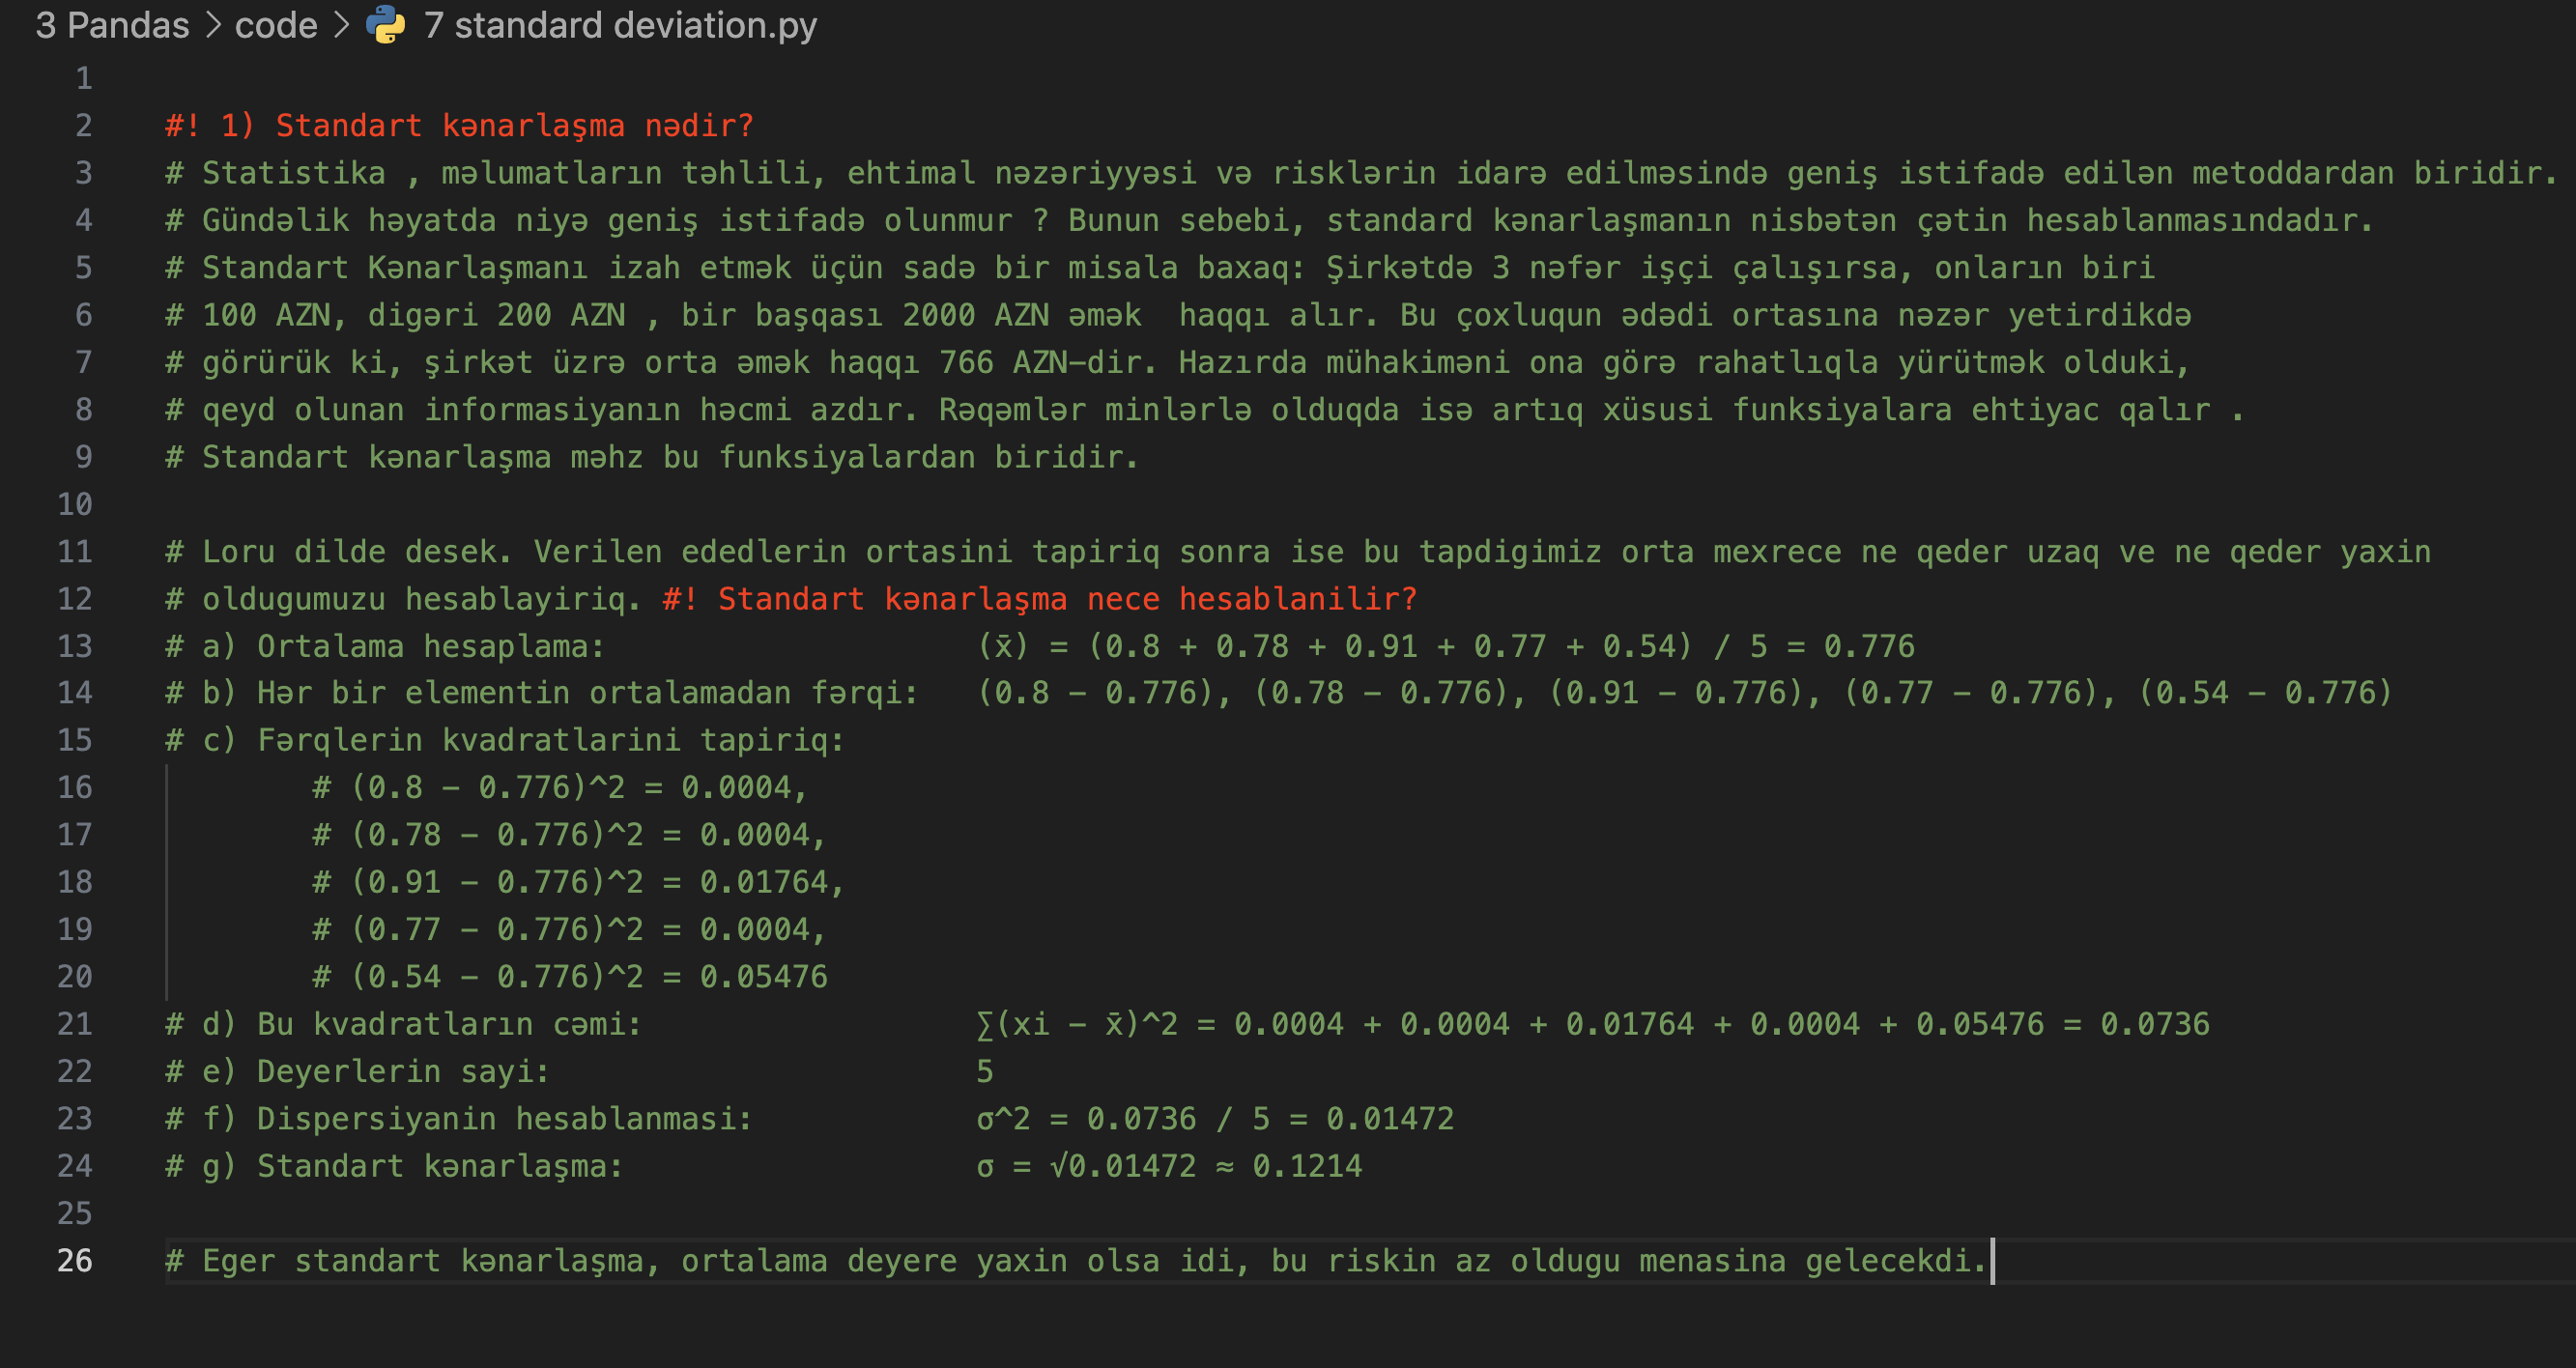 3 Pandas > code > 7 standard deviation.py
1
2 #! 1) Standart kənarlaşma nədir?
3 # Statistika , məlumatların təhlili, ehtimal nəzəriyyəsi və risklərin idarə edilməsində geniş istifadə edilən metoddardan biridir.
4 # Gündəlik həyatda niyə geniş istifadə olunmur ? Bunun sebebi, standard kənarlaşmanın nisbətən çətin hesablanmasındadır.
5 # Standart Kənarlaşmanı izah etmək üçün sadə bir misala baxaq: Şirkətdə 3 nəfər işçi çalışırsa, onların biri
6 # 100 AZN, digəri 200 AZN , bir başqası 2000 AZN əmək  haqqı alır. Bu çoxluqun ədədi ortasına nəzər yetirdikdə
7 # görürük ki, şirkət üzrə orta əmək haqqı 766 AZN-dir. Hazırda mühakiməni ona görə rahatlıqla yürütmək olduki,
8 # qeyd olunan informasiyanın həcmi azdır. Rəqəmlər minlərlə olduqda isə artıq xüsusi funksiyalara ehtiyac qalır .
9 # Standart kənarlaşma məhz bu funksiyalardan biridir.
10
11 # Loru dilde desek. Verilen ededlerin ortasini tapiriq sonra ise bu tapdigimiz orta mexrece ne qeder uzaq ve ne qeder yaxin
12 # oldugumuzu hesablayiriq. #! Standart kənarlaşma nece hesablanilir?
13 # a) Ortalama hesaplama: (x̄) = (0.8 + 0.78 + 0.91 + 0.77 + 0.54) / 5 = 0.776
14 # b) Hər bir elementin ortalamadan fərqi: (0.8 - 0.776), (0.78 - 0.776), (0.91 - 0.776), (0.77 - 0.776), (0.54 - 0.776)
15 # c) Fərqlerin kvadratlarini tapiriq:
16 # (0.8 - 0.776)^2 = 0.0004,
17 # (0.78 - 0.776)^2 = 0.0004,
18 # (0.91 - 0.776)^2 = 0.01764,
19 # (0.77 - 0.776)^2 = 0.0004,
20 # (0.54 - 0.776)^2 = 0.05476
21 # d) Bu kvadratların cəmi: ∑(xi - x̄)^2 = 0.0004 + 0.0004 + 0.01764 + 0.0004 + 0.05476 = 0.0736
22 # e) Deyerlerin sayi: 5
23 # f) Dispersiyanin hesablanmasi: σ^2 = 0.0736 / 5 = 0.01472
24 # g) Standart kənarlaşma: σ = √0.01472 ≈ 0.1214
25
26 # Eger standart kənarlaşma, ortalama deyere yaxin olsa idi, bu riskin az oldugu menasina gelecekdi.